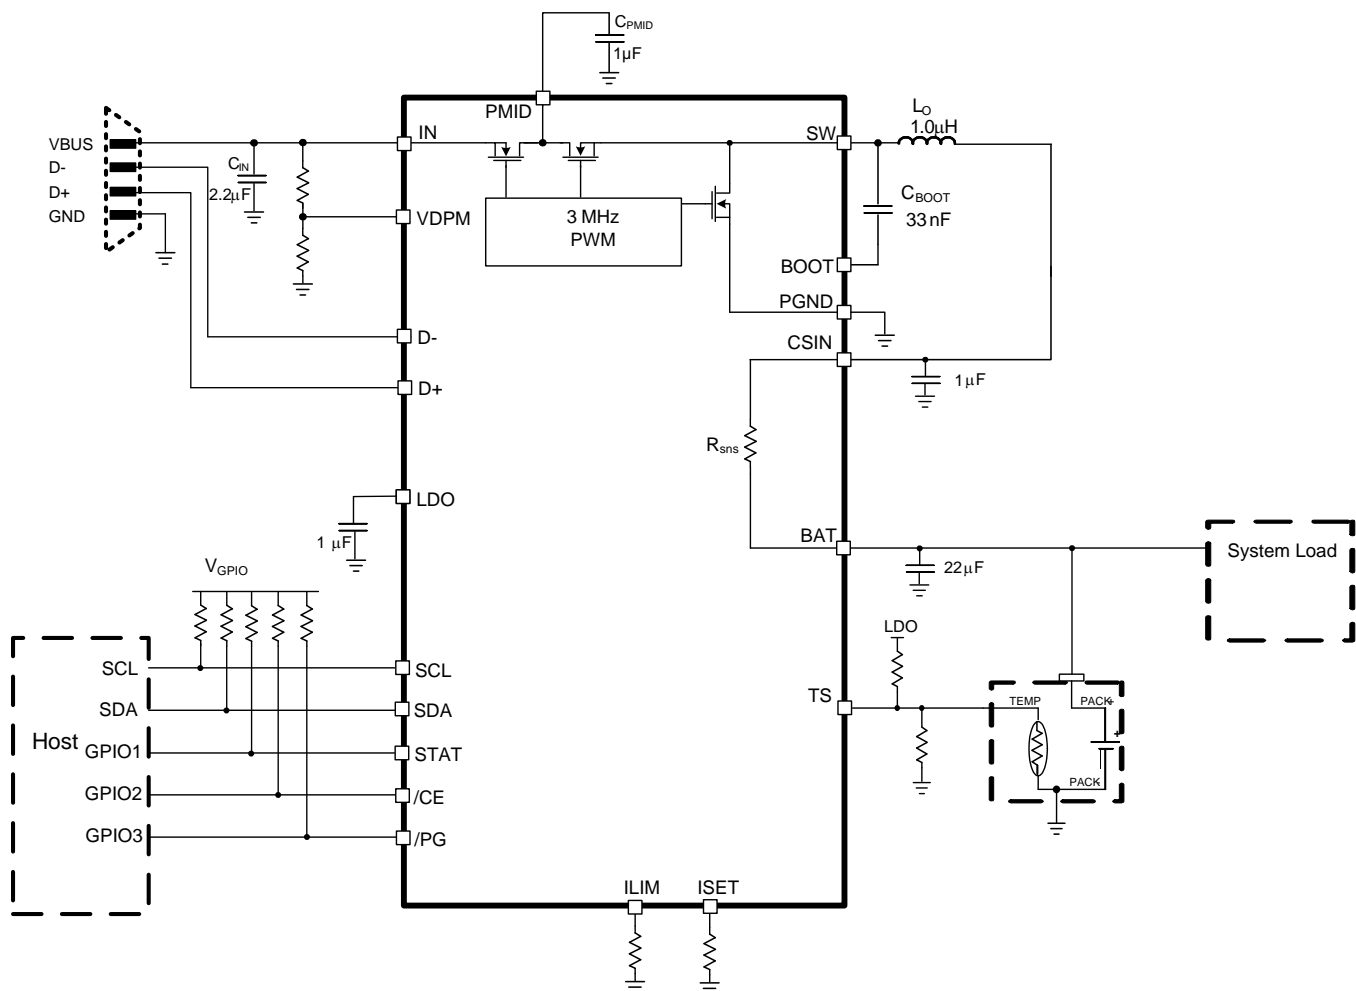 CPMID
1µF
PMID
LO
1.0µH
VBUS
IN
SW
D-
CIN
D+
2.2µF
CBOOT
GND
VDPM
3 MHz
33 nF
PWM
BOOT
PGND
D-
CSIN
D+
1 µF
Rsns
LDO
1 µF
BAT
System Load
VGPIO
22 µF
LDO
SCL
SCL
TS
TEMP
PACK+
SDA
SDA
+
Host
GPIO1
STAT
PACK-
GPIO2
/CE
GPIO3
/PG
ILIM
ISET